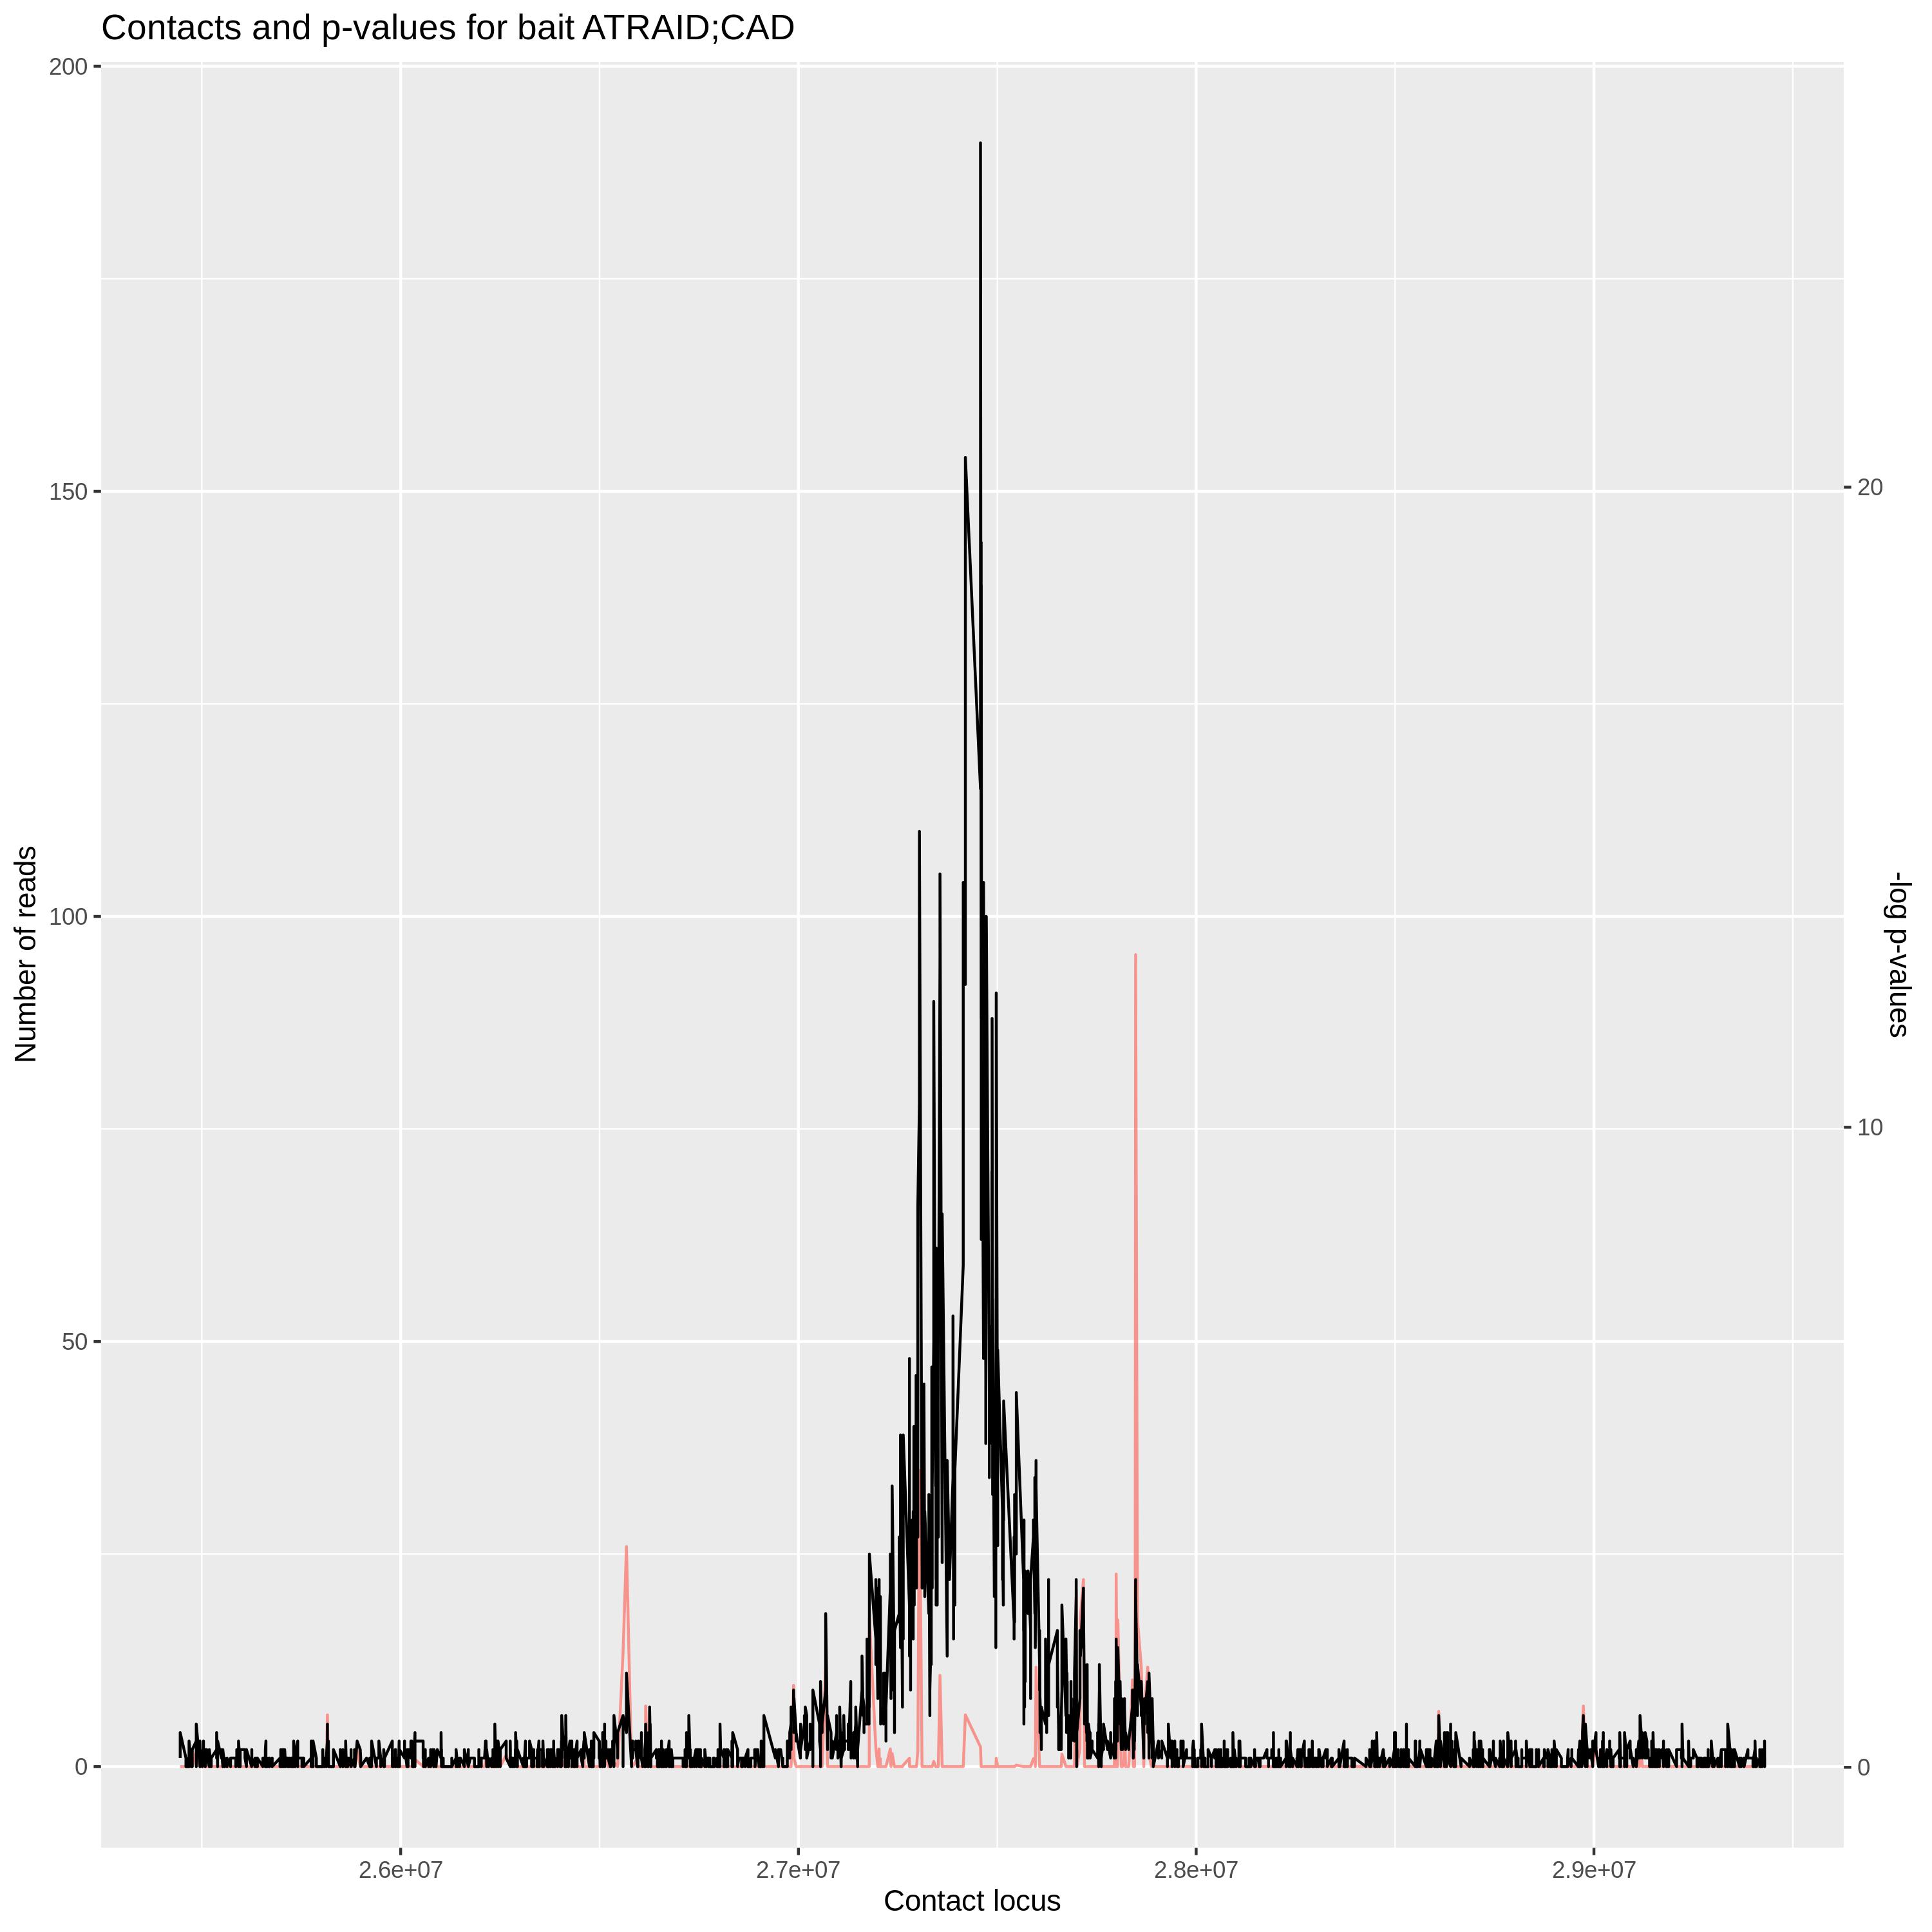 Contacts and p-values for bait ATRAID;CAD
200
150
100
50
0
Number of reads
20
10
0
-log p-values
2.6e+07
2.7e+07
2.8e+07
2.9e+07
Contact locus